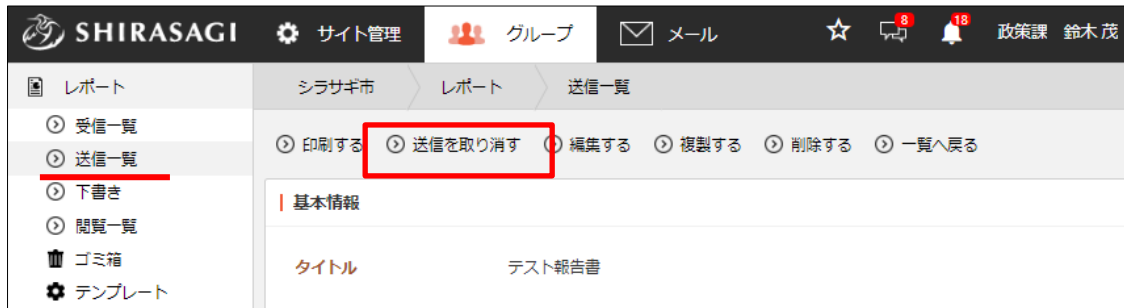 SHIRASAGI サイト管理 グループ メール 8 18 政策課 鈴木 茂
レポート
受信一覧
送信一覧
下書き
閲覧一覧
ゴミ箱
テンプレート
シラサギ市 レポート 送信一覧
印刷する 送信を取り消す 編集する 複製する 削除する 一覧へ戻る
基本情報
タイトル テスト報告書